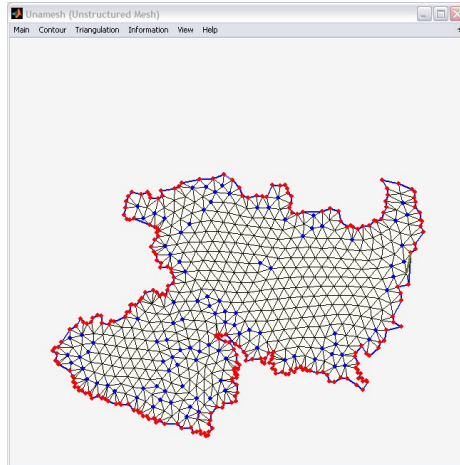 Unamesh (Unstructured Mesh)
Main Contour Triangulation Information View Help